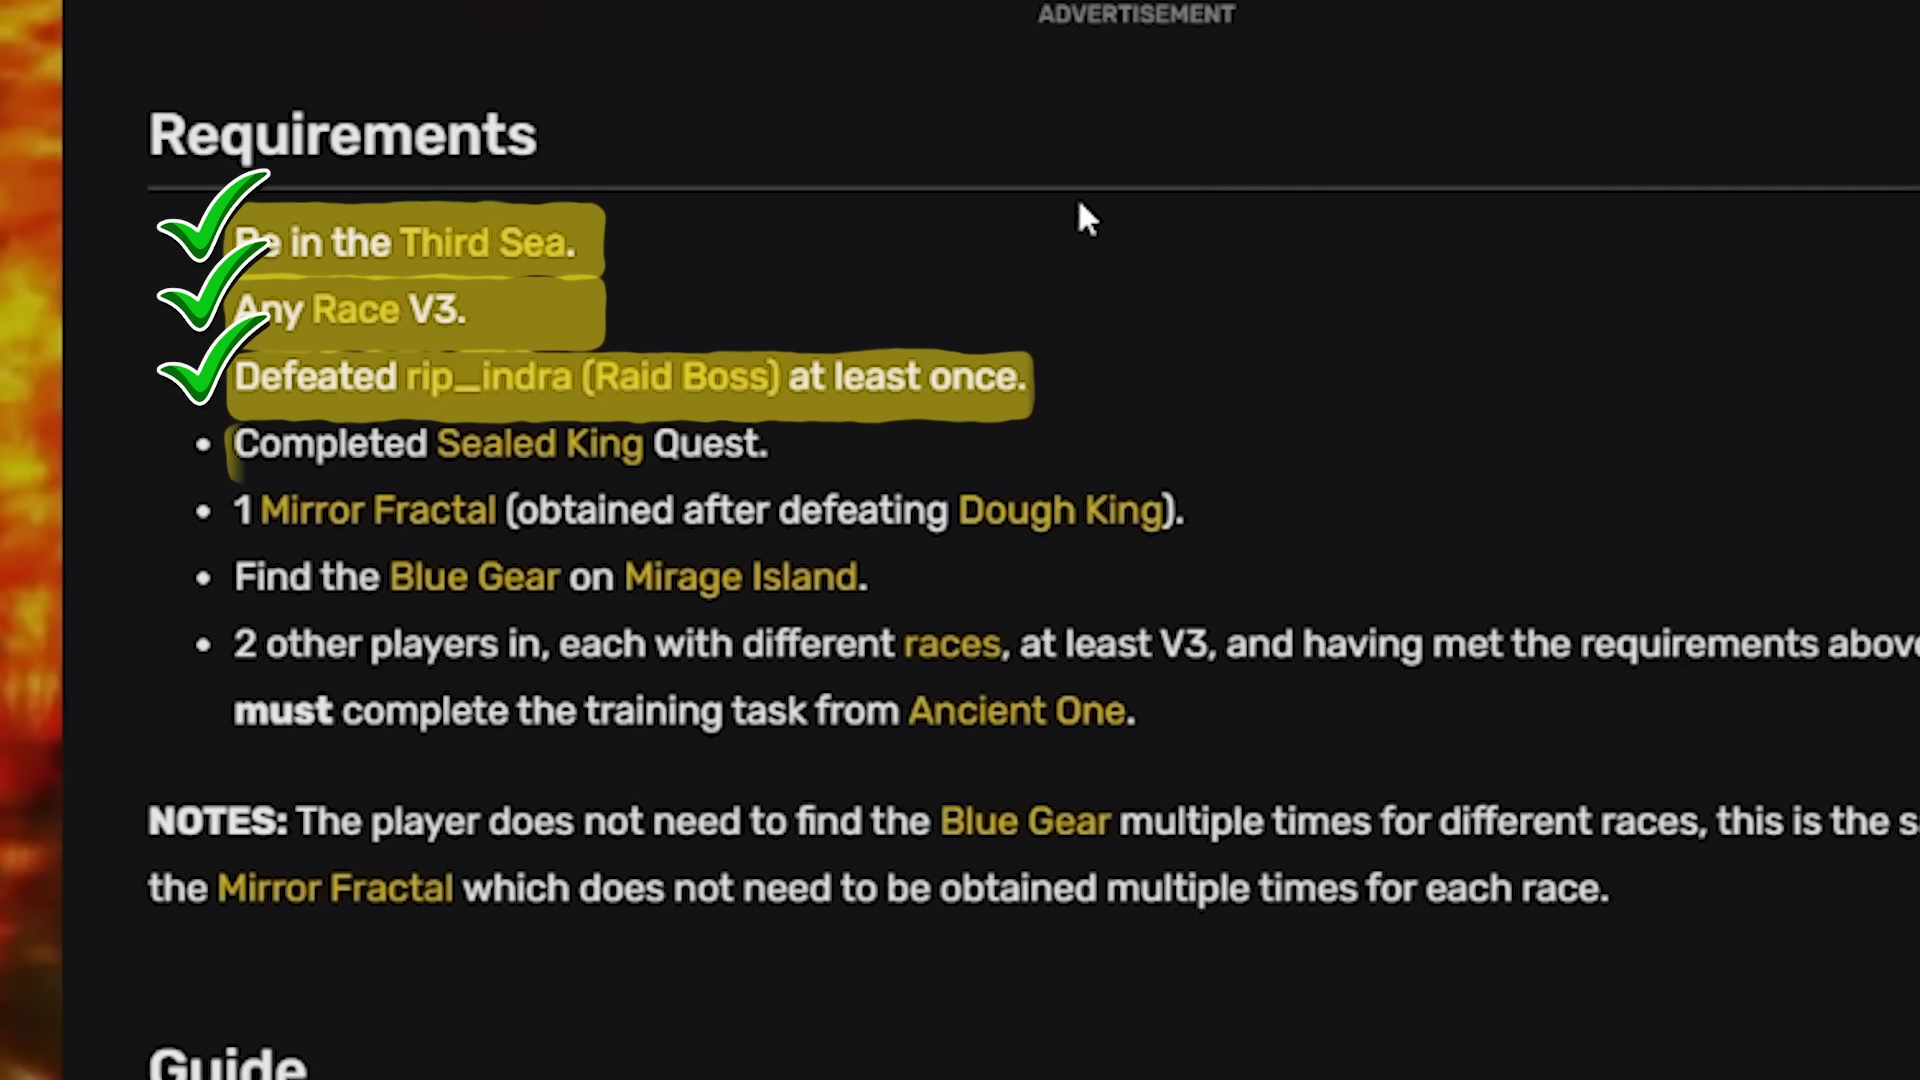 ADVERTISEMENT
Requirements
Be in the Third Sea.
Any Race V3.
Defeated rip_indra (Raid Boss) at least once.
• Completed Sealed King Quest.
• 1 Mirror Fractal (obtained after defeating Dough King).
• Find the Blue Gear on Mirage Island.
• 2 other players in, each with different races, at least V3, and having met the requirements above
must complete the training task from Ancient One.
NOTES: The player does not need to find the Blue Gear multiple times for different races, this is the s
the Mirror Fractal which does not need to be obtained multiple times for each race.
Guide